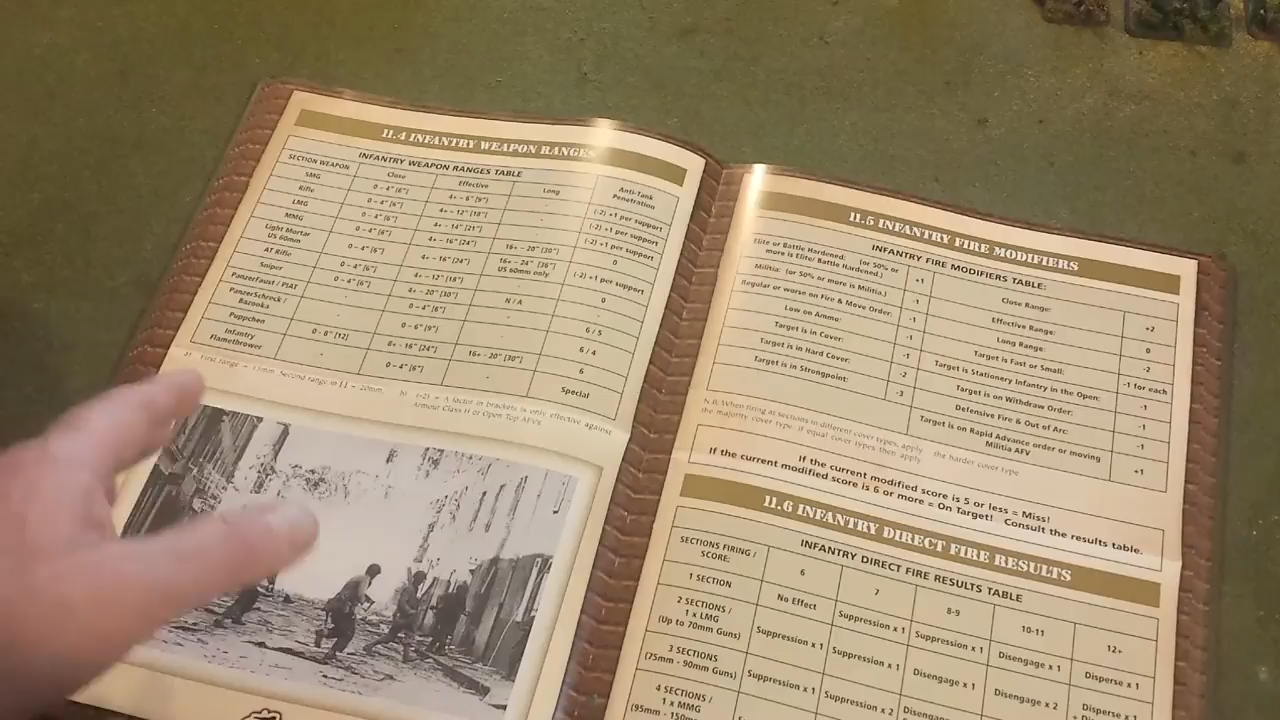 11.4 INFANTRY WEAPON RANGES
INFANTRY WEAPON RANGES TABLE
SECTION WEAPON Close Effective Long Anti-Tank Penetration
SMG 0 - 4" [6"] 4+ - 6" [9"] - (-2) +1 per support
Rifle 0 - 4" [6"] 4+ - 12" [18"] - (-2) +1 per support
LMG 0 - 4" [6"] 4+ - 14" [21"] - (-2) +1 per support
MMG 0 - 4" [6"] 4+ - 16" [24"] 16+ - 20" [30"] 0
Light Mortar US 60mm - 4+ - 16" [24"] 16+ - 24" [36"] US 60mm only (-2) +1 per support
AT Rifle 0 - 4" [6"] 4+ - 12" [18"] - 0
Sniper 0 - 4" [6"] 4+ - 20" [30"] N / A -
PanzerFaust / PIAT - 0 - 4" [6"] - 6 / 5
PanzerSchreck / Bazooka - 0 - 6" [9"] - 6 / 4
Puppchen 0 - 8" [12] 8+ - 16" [24"] 16+ - 20" [30"] 6
Infantry Flamethrower - 0 - 4" [6"] - Special
a) First range = 15mm. Second range in [] = 20mm. b) (-2) = A factor in brackets is only effective against
Armour Class H or Open Top AFVs.
11.5 INFANTRY FIRE MODIFIERS
INFANTRY FIRE MODIFIERS TABLE:
Elite or Battle Hardened: (or 50% or more is Elite/ Battle Hardened.) +1 Close Range: +2
Militia: (or 50% or more is Militia.) -1 Effective Range: 0
Regular or worse on Fire & Move Order: -1 Long Range: -2
Low on Ammo: -1 Target is Fast or Small: -1 for each
Target is in Cover: -1 Target is Stationery Infantry in the Open: -1
Target is in Hard Cover: -2 Target is on Withdraw Order: -1
Target is in Strongpoint: -3 Defensive Fire & Out of Arc: -1
Target is on Rapid Advance order or moving Militia AFV +1
N.B. When firing at sections in different cover types, apply
the majority cover type. If equal cover types then apply the harder cover type
If the current modified score is 5 or less = Miss!
If the current modified score is 6 or more = On Target! Consult the results table.
11.6 INFANTRY DIRECT FIRE RESULTS
INFANTRY DIRECT FIRE RESULTS TABLE
SECTIONS FIRING / SCORE: 6 7 8-9 10-11 12+
1 SECTION No Effect Suppression x 1 Suppression x 1 Disengage x 1 Disperse x 1
2 SECTIONS / 1 x LMG (Up to 70mm Guns) Suppression x 1 Suppression x 1 Disengage x 1 Disengage x 2 Disperse x 1
3 SECTIONS (75mm - 90mm Guns) Suppression x 1 Suppression x 2
4 SECTIONS / 1 x MMG